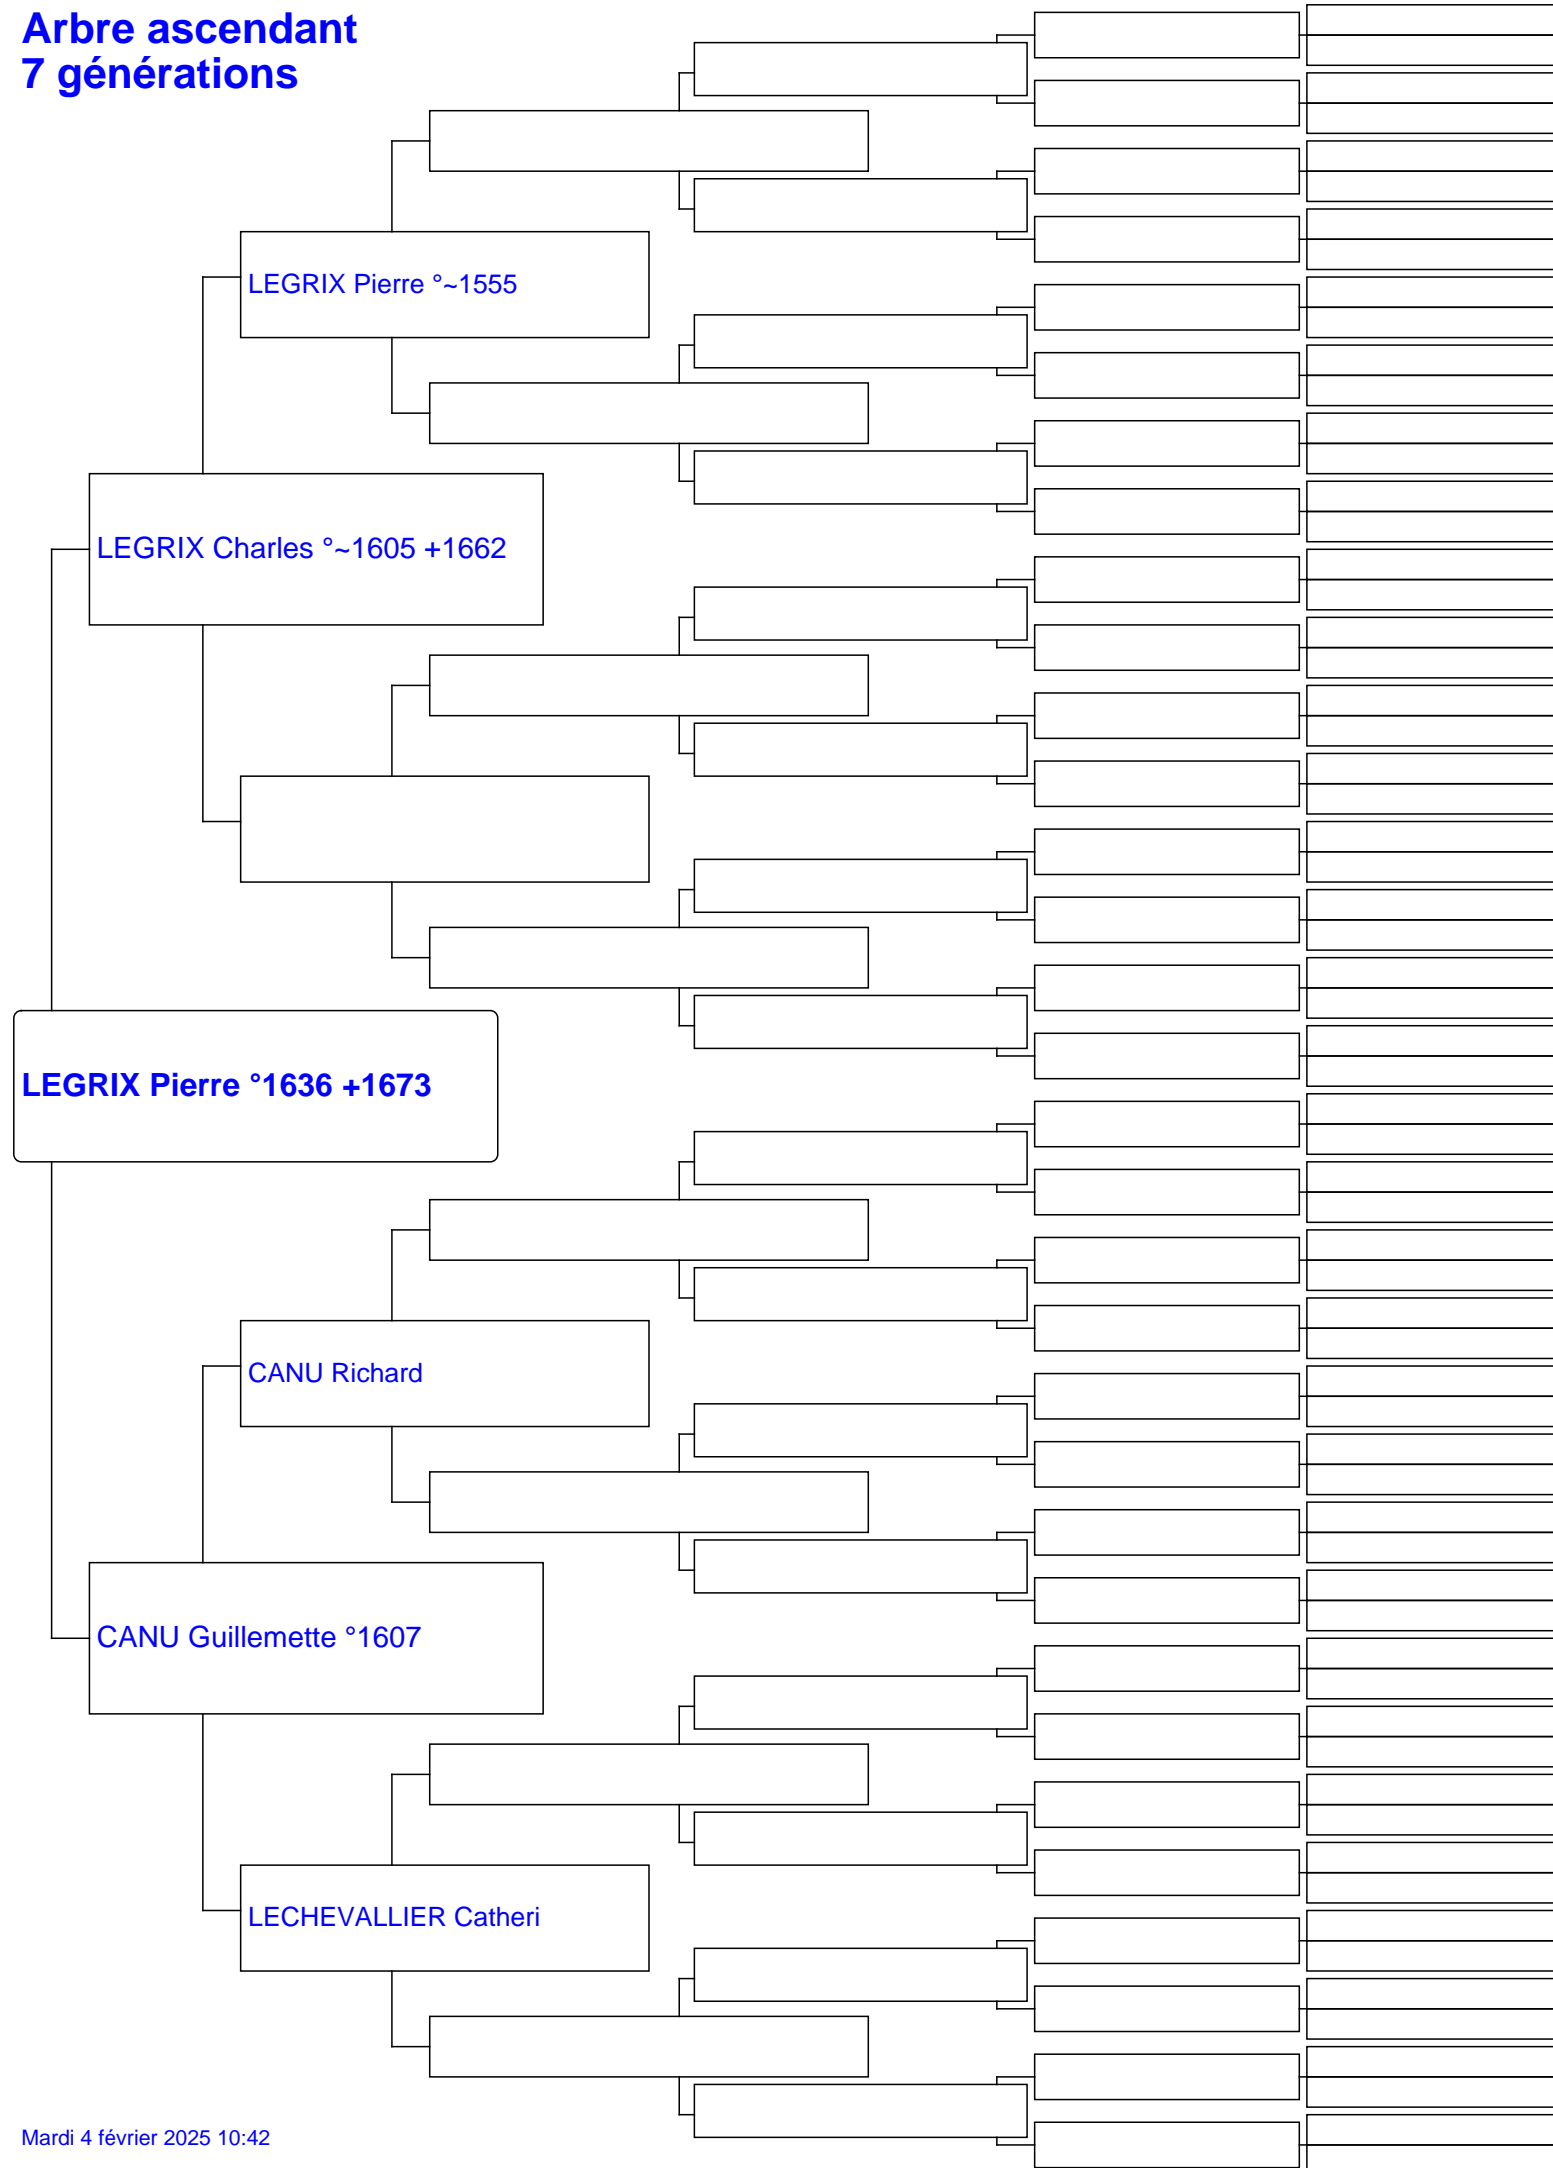 Arbre ascendant
7 générations
LEGRIX Pierre °~1555
LEGRIX Charles °~1605 +1662
LEGRIX Pierre °1636 +1673
CANU Richard
CANU Guillemette °1607
LECHEVALLIER Catheri
Mardi 4 février 2025 10:42